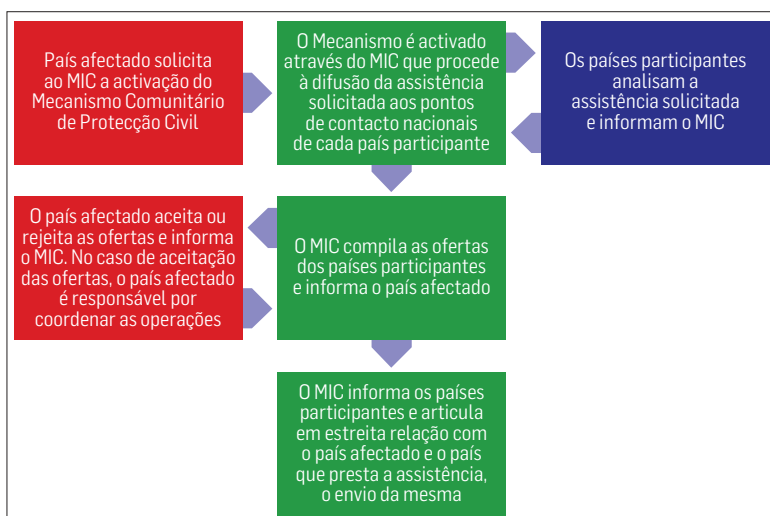 País afectado solicita
ao MIC a activação do
Mecanismo Comunitário
de Protecção Civil
O Mecanismo é activado
através do MIC que procede
à difusão da assistência
solicitada aos pontos
de contacto nacionais
de cada país participante
Os países participantes
analisam a
assistência solicitada
e informam o MIC
O país afectado aceita ou
rejeita as ofertas e informa
o MIC. No caso de aceitação
das ofertas, o país afectado
é responsável por
coordenar as operações
O MIC compila as ofertas
dos países participantes
e informa o país afectado
O MIC informa os países
participantes e articula
em estreita relação com
o país afectado e o país
que presta a assistência,
o envio da mesma